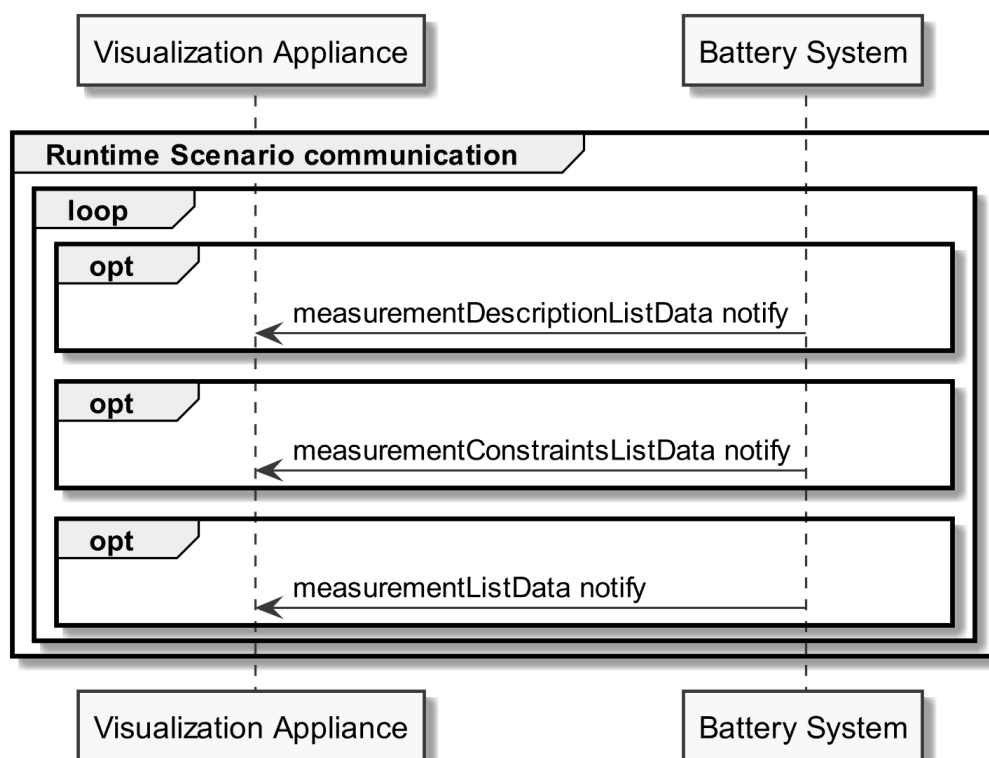 Visualization Appliance
Battery System
Runtime Scenario communication
loop
opt
measurementDescriptionListData notify
opt
measurementConstraintsListData notify
opt
measurementListData notify
Visualization Appliance
Battery System